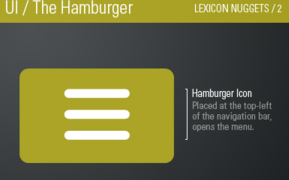 UI / The Hamburger
LEXICON NUGGETS / 2
Hamburger Icon
Placed at the top-left
of the navigation bar,
opens the menu.